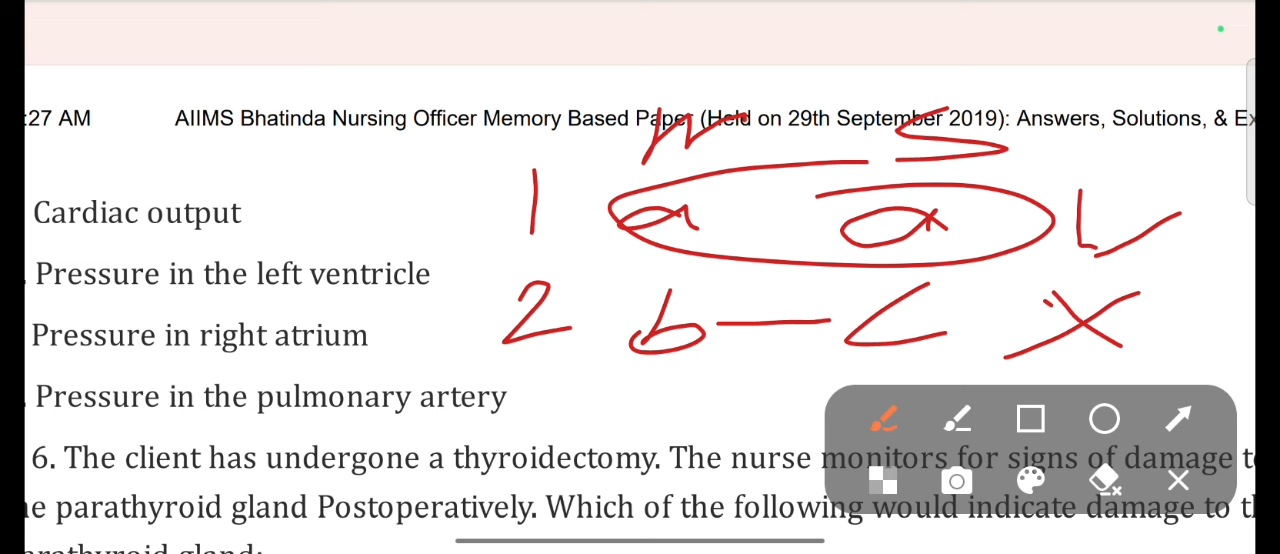 :27 AM AIIMS Bhatinda Nursing Officer Memory Based Paper (Held on 29th September 2019): Answers, Solutions, & Ex
S
1 a a
Cardiac output
Pressure in the left ventricle
2 b — C X
Pressure in right atrium
Pressure in the pulmonary artery
6. The client has undergone a thyroidectomy. The nurse monitors for signs of damage t
e parathyroid gland Postoperatively. Which of the following would indicate damage to t
arathyroid gland: